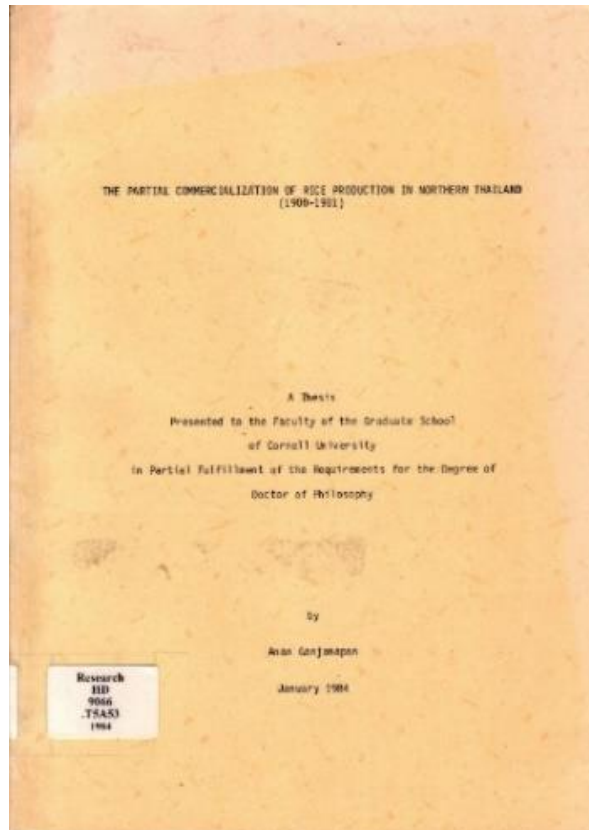 THE PARTIAL COMMERCIALIZATION OF RICE PRODUCTION IN NORTHERN THAILAND
(1900-1981)
A Thesis
Presented to the Faculty of the Graduate School
of Cornell University
in Partial Fulfillment of the Requirements for the Degree of
Doctor of Philosophy
by
Anan Ganjanapan
January 1984
Research
HD
9066
.T5A53
1984